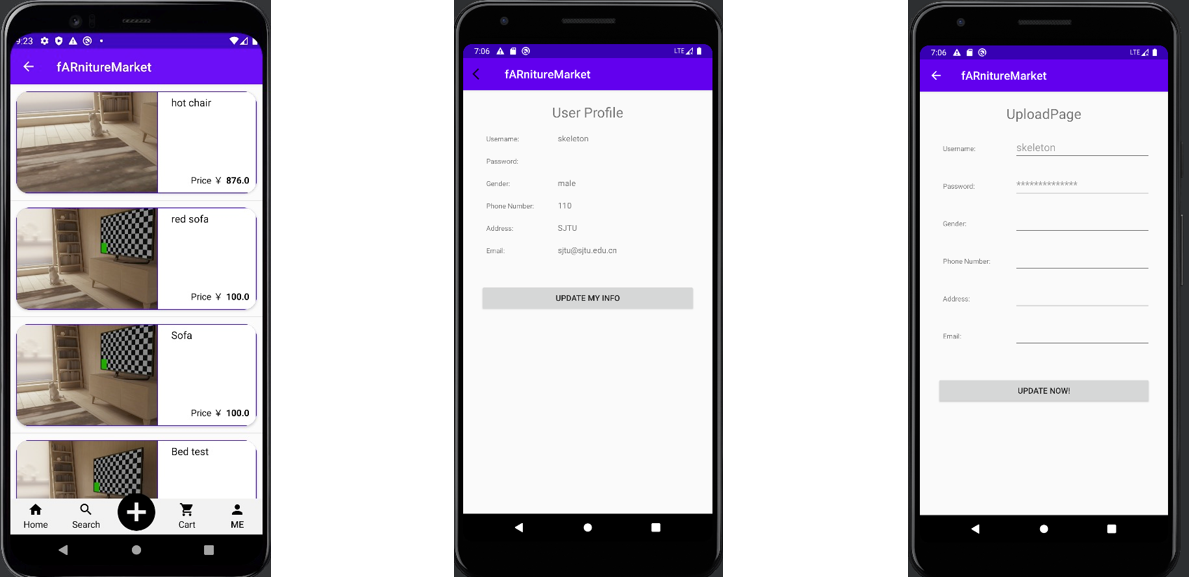 9:23
fARnitureMarket
hot chair
Price ¥ 876.0
red sofa
Price ¥ 100.0
Sofa
Price ¥ 100.0
Bed test
Home Search Cart ME
7:06 LTE
fARnitureMarket
User Profile
Username: skeleton
Password:
Gender: male
Phone Number: 110
Address: SJTU
Email: sjtu@sjtu.edu.cn
UPDATE MY INFO
7:06 LTE
fARnitureMarket
UploadPage
Username: skeleton
Password: **************
Gender:
Phone Number:
Address:
Email:
UPDATE NOW!